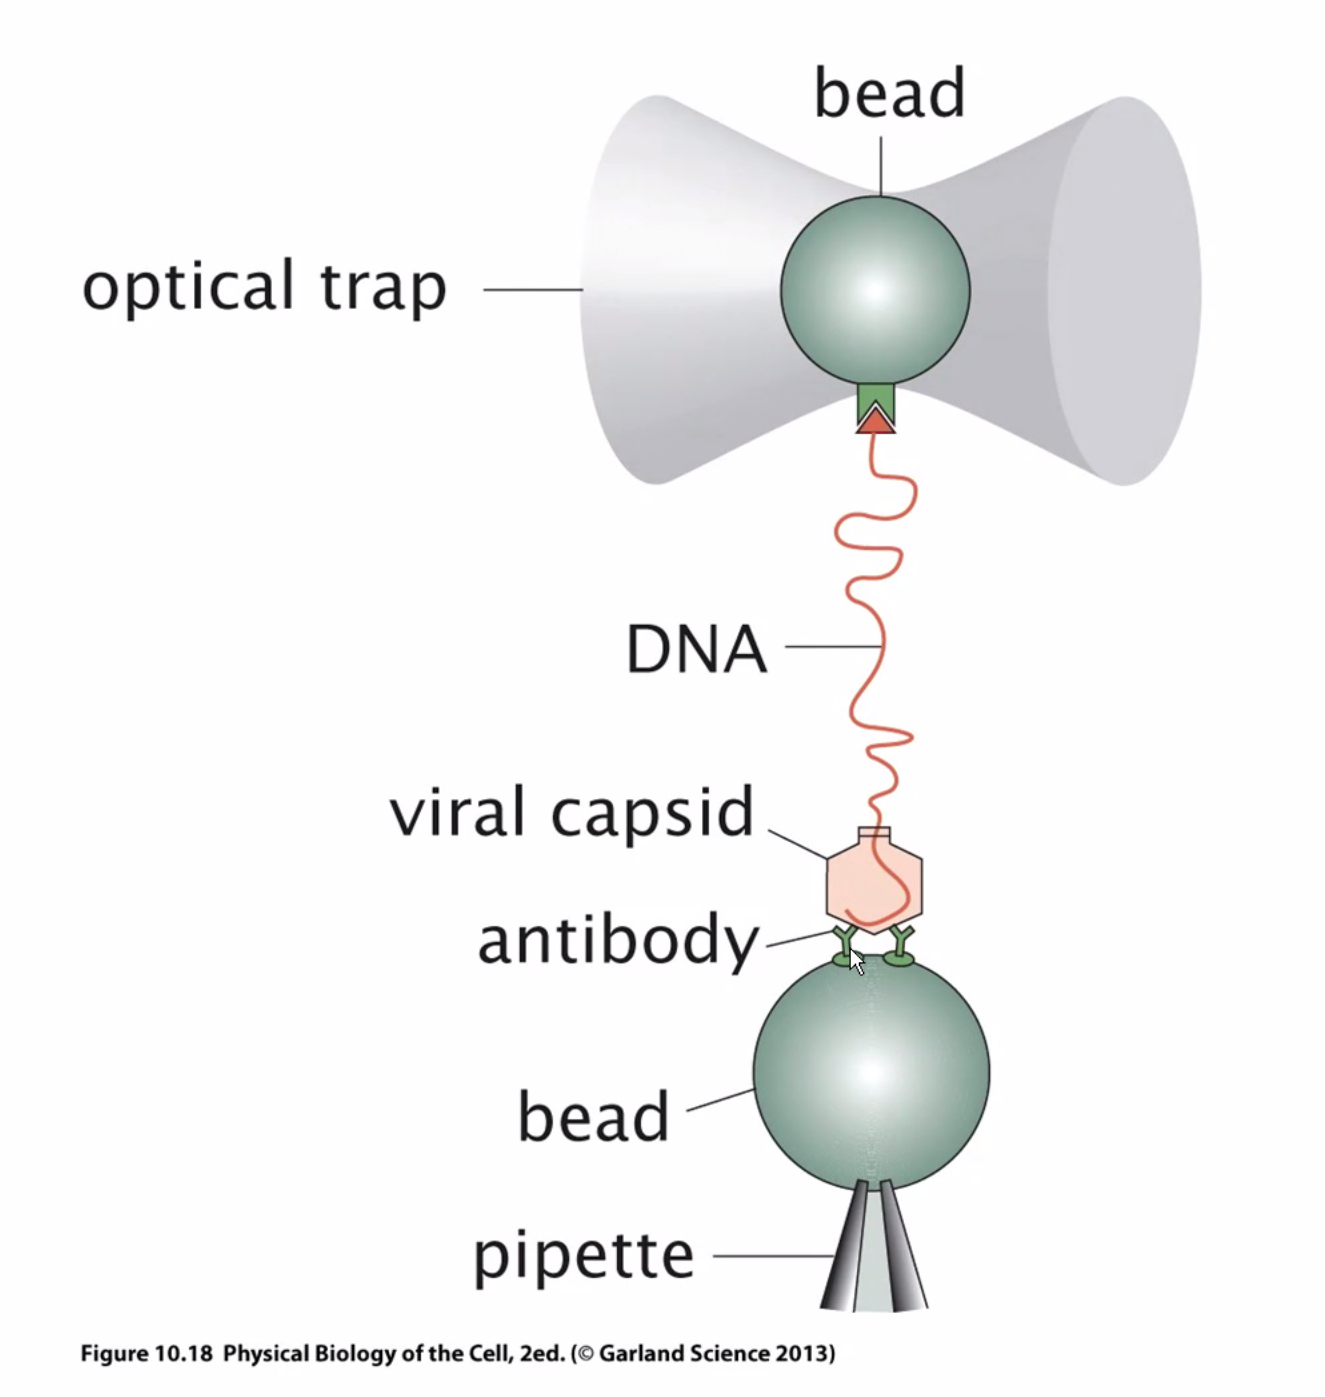 bead
optical trap
DNA
viral capsid
antibody
bead
pipette
Figure 10.18 Physical Biology of the Cell, 2ed. (© Garland Science 2013)